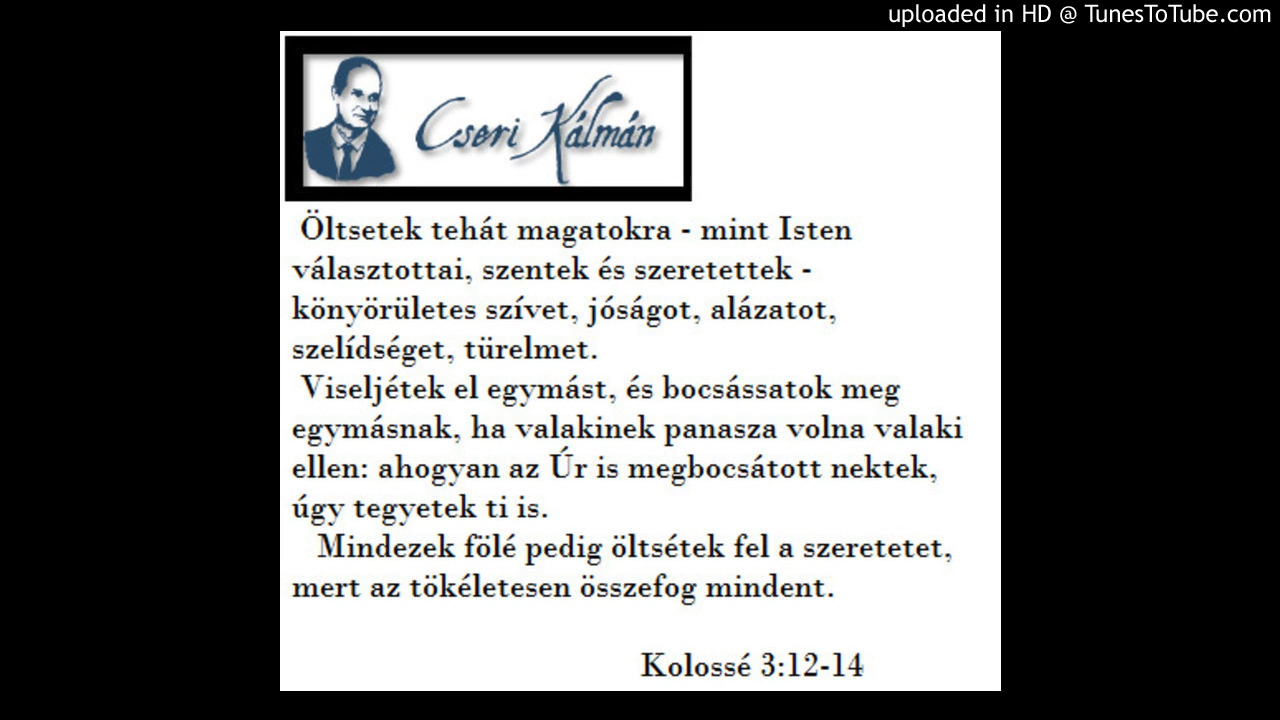 uploaded in HD @ TunesToTube.com
Cseri Kálmán
Öltsetek tehát magatokra - mint Isten
választottai, szentek és szeretettek -
könyörületes szívet, jóságot, alázatot,
szelídséget, türelmet.
Viseljétek el egymást, és bocsássatok meg
egymásnak, ha valakinek panasza volna valaki
ellen: ahogyan az Úr is megbocsátott nektek,
úgy tegyetek ti is.
Mindezek fölé pedig öltsétek fel a szeretetet,
mert az tökéletesen összefog mindent.
Kolossé 3:12-14